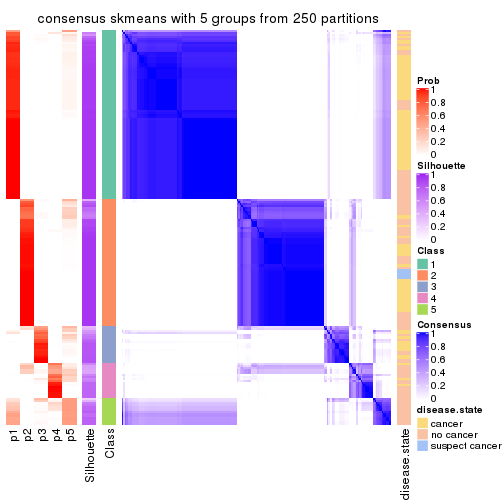 consensus skmeans with 5 groups from 250 partitions
p1
p2
p3
p4
p5
Silhouette
Class
disease.state
Prob
1
0.8
0.6
0.4
0.2
0
Silhouette
1
0.8
0.6
0.4
0.2
0
Class
1
2
3
4
5
Consensus
1
0.8
0.6
0.4
0.2
0
disease.state
cancer
no cancer
suspect cancer